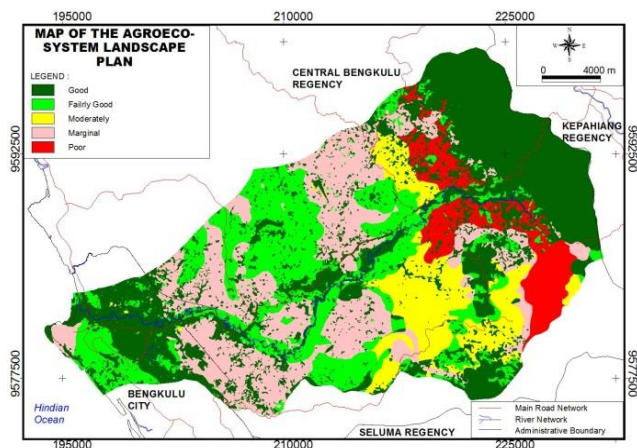 195000
210000
225000
MAP OF THE AGROECO-
SYSTEM LANDSCAPE
PLAN
LEGEND :
Good
Failrly Good
Moderately
Marginal
Poor
CENTRAL BENGKULU
REGENCY
N
W
E
S
0 4000 m
KEPAHIANG
REGENCY
9592500
9592500
9577500
9577500
BENGKULU
CITY
Hindian
Ocean
SELUMA REGENCY
Main Road Network
River Network
Administrative Boundary
195000
210000
225000